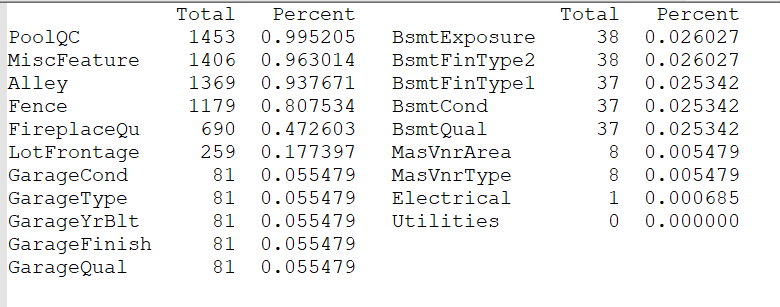 Total Percent
PoolQC 1453 0.995205
MiscFeature 1406 0.963014
Alley 1369 0.937671
Fence 1179 0.807534
FireplaceQu 690 0.472603
LotFrontage 259 0.177397
GarageCond 81 0.055479
GarageType 81 0.055479
GarageYrBlt 81 0.055479
GarageFinish 81 0.055479
GarageQual 81 0.055479
Total Percent
BsmtExposure 38 0.026027
BsmtFinType2 38 0.026027
BsmtFinType1 37 0.025342
BsmtCond 37 0.025342
BsmtQual 37 0.025342
MasVnrArea 8 0.005479
MasVnrType 8 0.005479
Electrical 1 0.000685
Utilities 0 0.000000